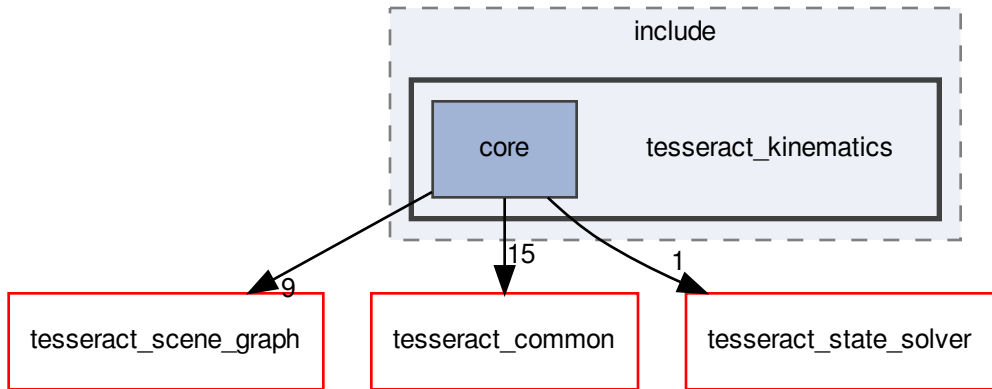 include
core
tesseract_kinematics
9
15
1
tesseract_scene_graph
tesseract_common
tesseract_state_solver